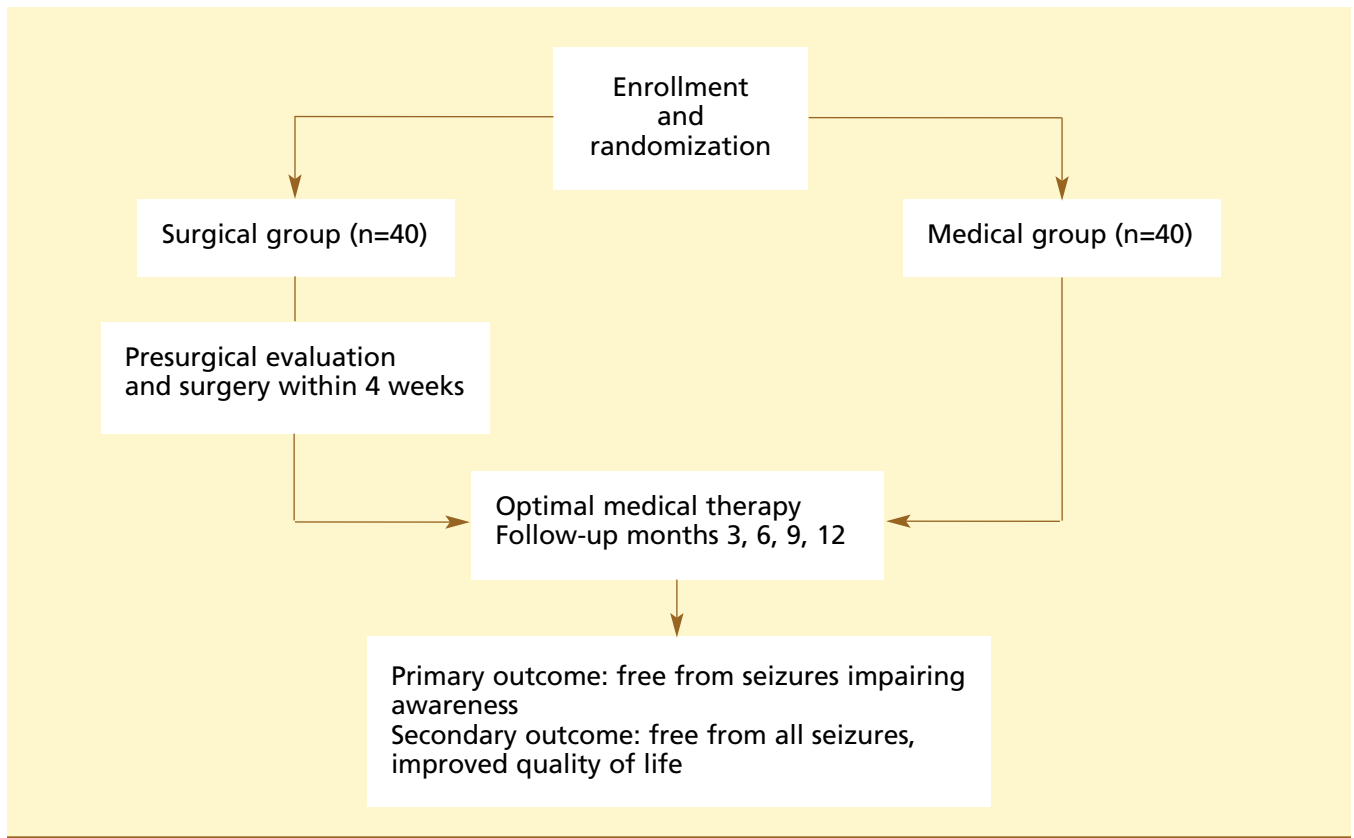 Enrollment
and
randomization
Surgical group (n=40)
Medical group (n=40)
Presurgical evaluation
and surgery within 4 weeks
Optimal medical therapy
Follow-up months 3, 6, 9, 12
Primary outcome: free from seizures impairing
awareness
Secondary outcome: free from all seizures,
improved quality of life